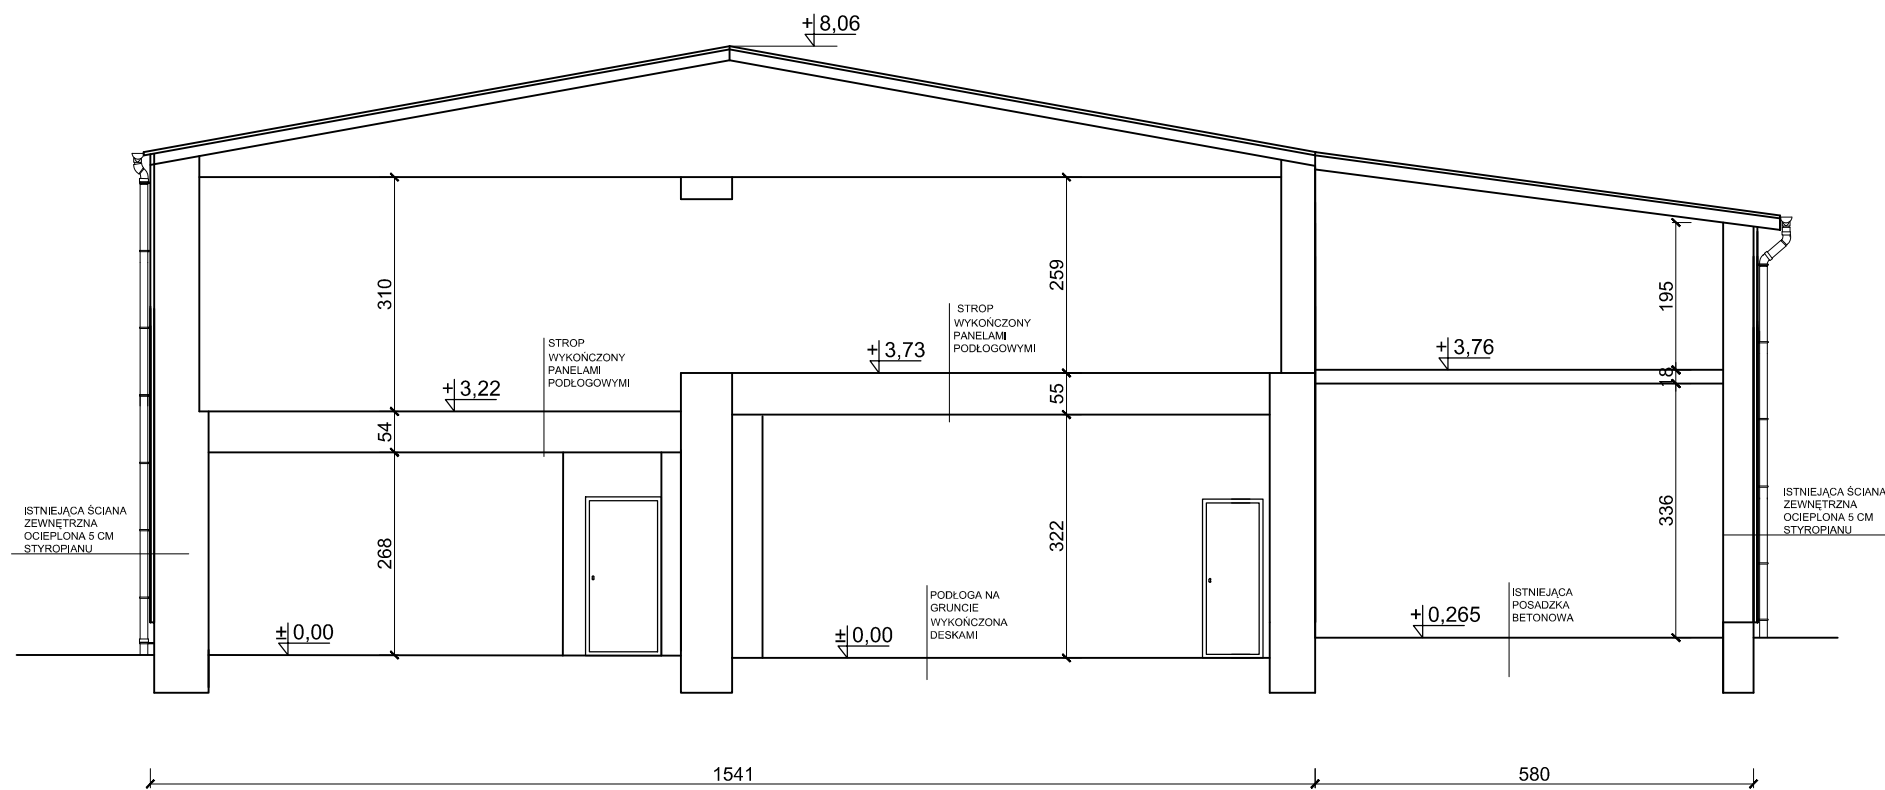 + 8,06
310
259
195
STROP
WYKOŃCZONY
PANELAMI
PODŁOGOWYMI
STROP
WYKOŃCZONY
PANELAMI
PODŁOGOWYMI
+ 3,22
+ 3,73
+ 3,76
54
55
18
ISTNIEJĄCA ŚCIANA
ZEWNĘTRZNA
OCIEPLONA 5 CM
STYROPIANU
268
322
336
ISTNIEJĄCA ŚCIANA
ZEWNĘTRZNA
OCIEPLONA 5 CM
STYROPIANU
± 0,00
± 0,00
PODŁOGA NA
GRUNCIE
WYKOŃCZONA
DESKAMI
+ 0,265
ISTNIEJĄCA
POSADZKA
BETONOWA
1541
580